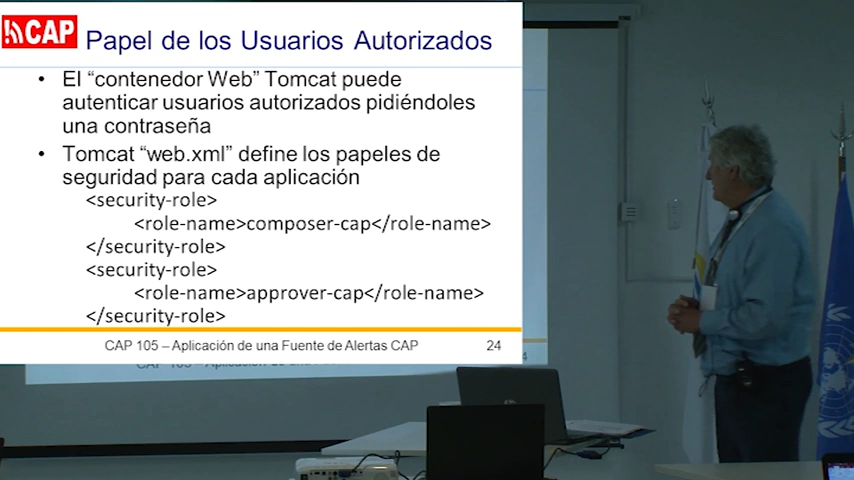 CAP
Papel de los Usuarios Autorizados
• El “contenedor Web” Tomcat puede
autenticar usuarios autorizados pidiéndoles
una contraseña
• Tomcat “web.xml” define los papeles de
seguridad para cada aplicación
<security-role>
<role-name>composer-cap</role-name>
</security-role>
<security-role>
<role-name>approver-cap</role-name>
</security-role>
CAP 105 – Aplicación de una Fuente de Alertas CAP
24